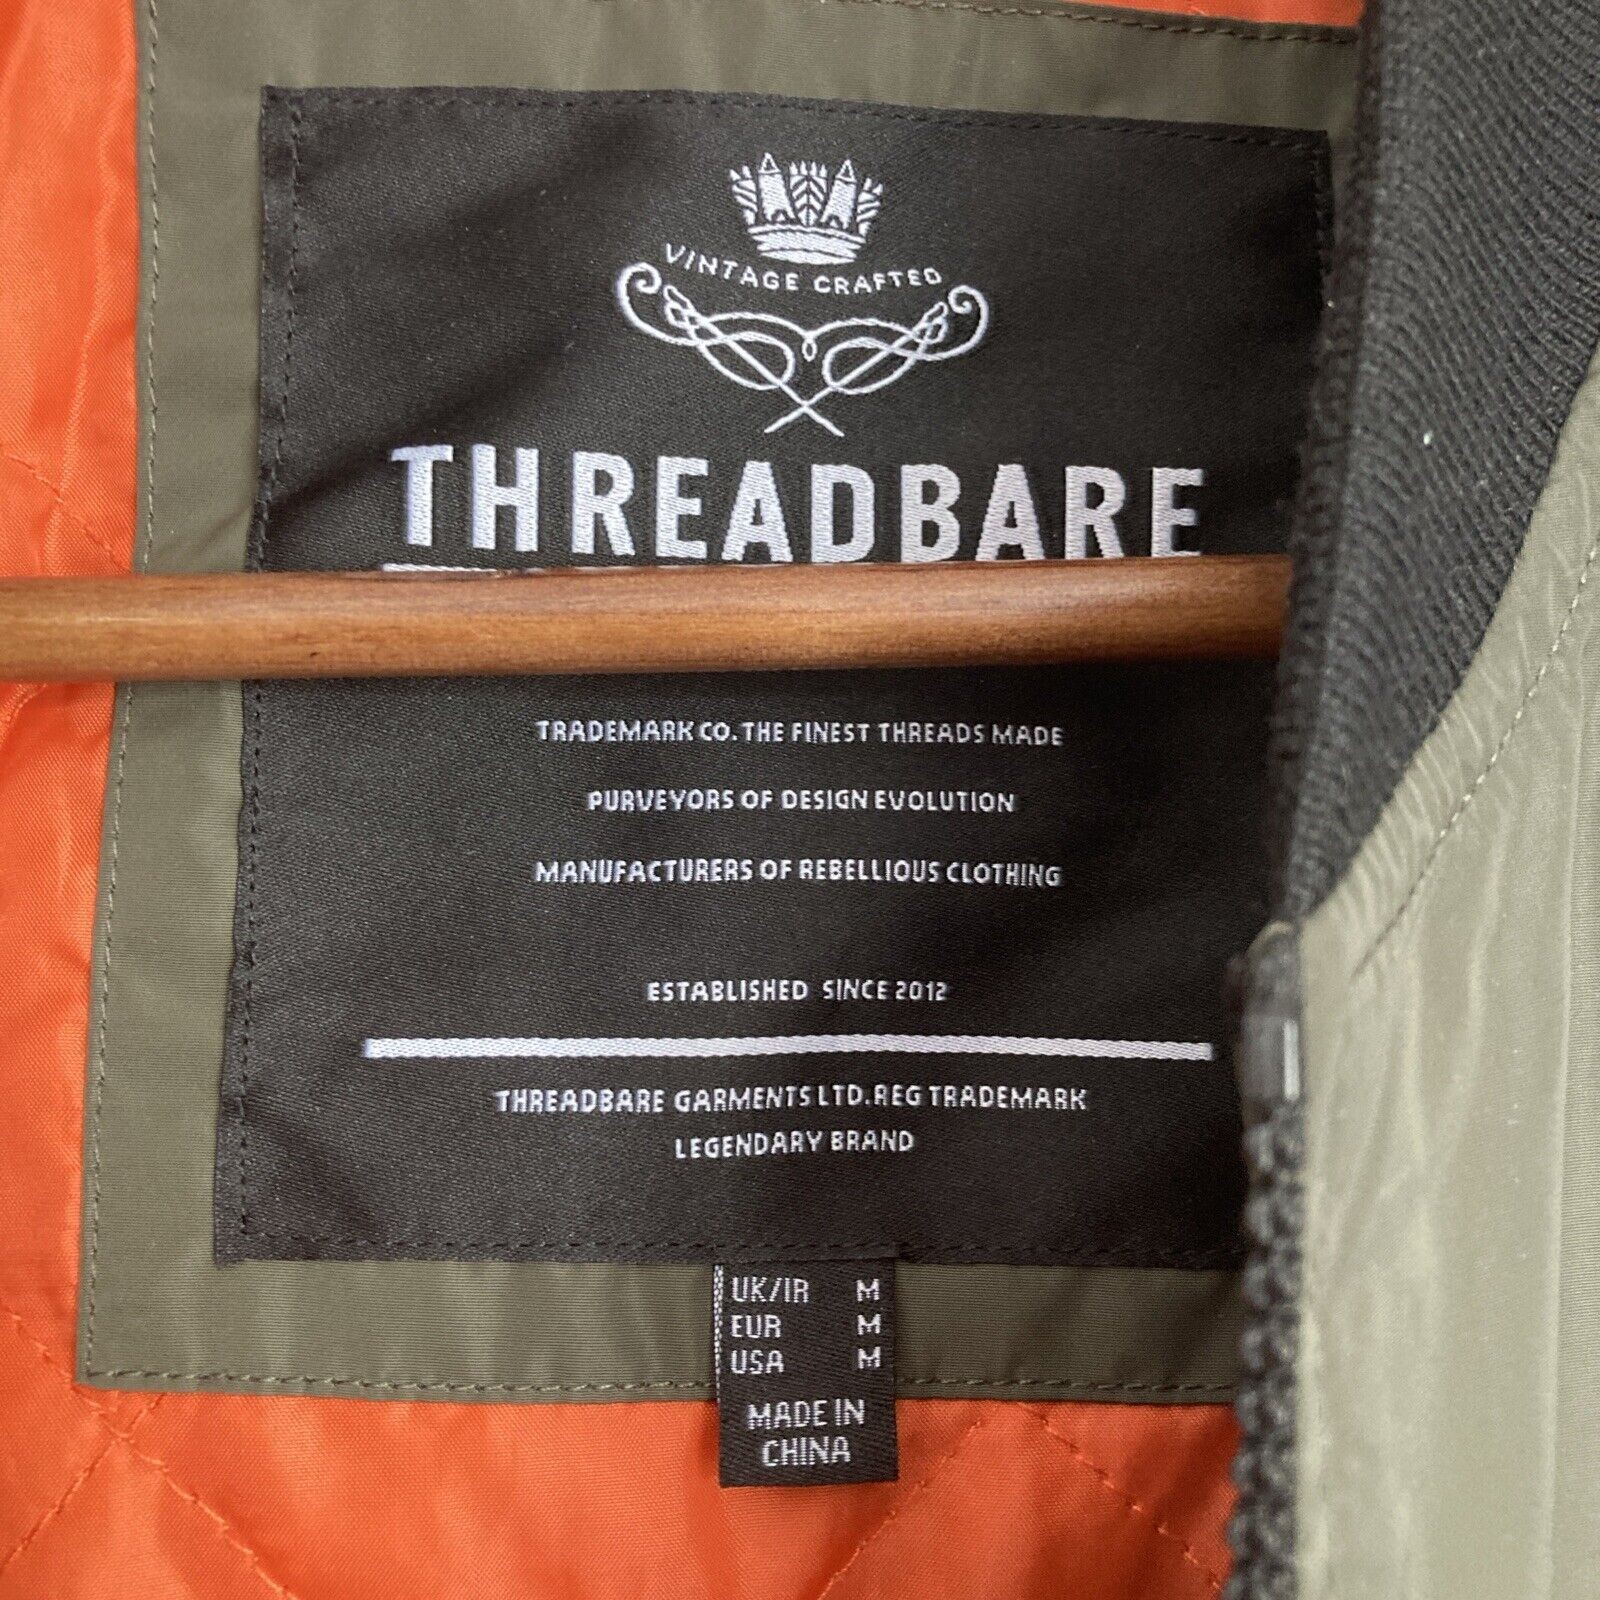 VINTAGE CRAFTED
THREADBARE
TRADEMARK CO. THE FINEST THREADS MADE
PURVEYORS OF DESIGN EVOLUTION
MANUFACTURERS OF REBELLIOUS CLOTHING
ESTABLISHED SINCE 2012
THREADBARE GARMENTS LTD. REG TRADEMARK
LEGENDARY BRAND
UK/IR M
EUR M
USA M
MADE IN
CHINA